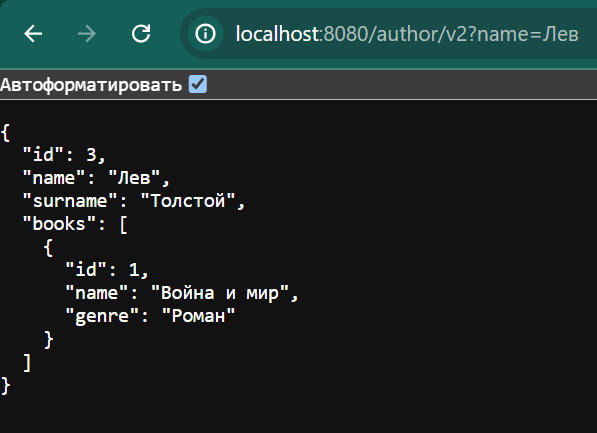 localhost:8080/author/v2?name=Лев
Автоформатировать
{
  "id": 3,
  "name": "Лев",
  "surname": "Толстой",
  "books": [
    {
      "id": 1,
      "name": "Война и мир",
      "genre": "Роман"
    }
  ]
}